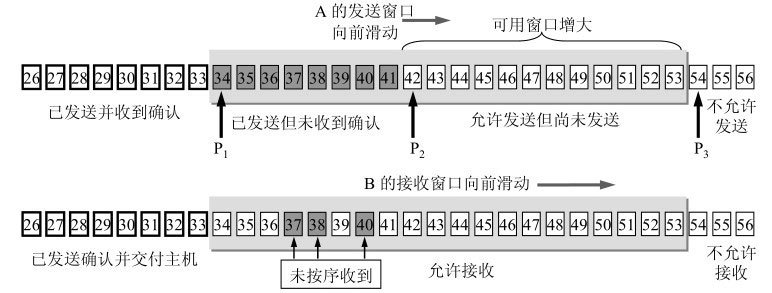 A 的发送窗口
向前滑动
可用窗口增大
26 27 28 29 30 31 32 33 34 35 36 37 38 39 40 41 42 43 44 45 46 47 48 49 50 51 52 53 54 55 56
已发送并收到确认 已发送但未收到确认 允许发送但尚未发送 不允许
发送
P1 P2 P3
B 的接收窗口向前滑动
26 27 28 29 30 31 32 33 34 35 36 37 38 39 40 41 42 43 44 45 46 47 48 49 50 51 52 53 54 55 56
已发送确认并交付主机 未按序收到 允许接收 不允许
接收